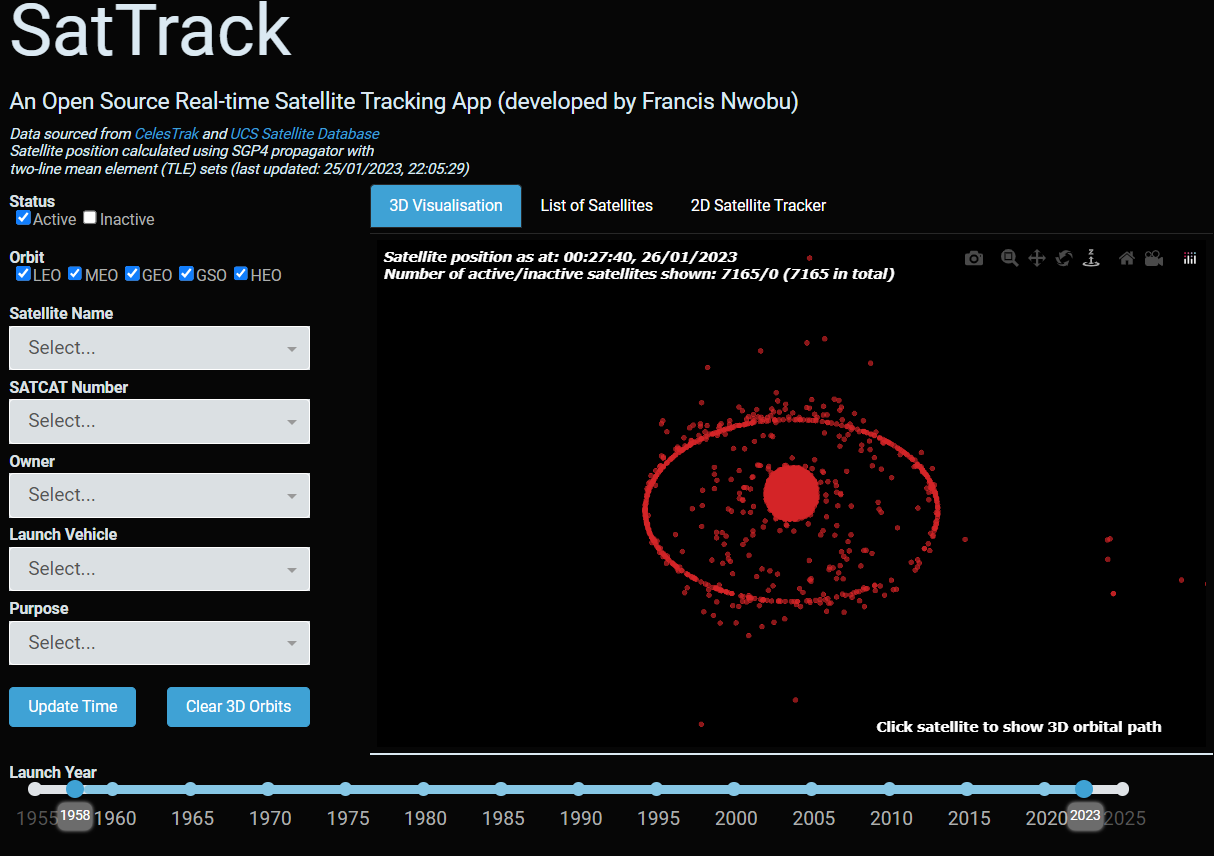 SatTrack
An Open Source Real-time Satellite Tracking App (developed by Francis Nwobu)
Data sourced from CelesTrak and UCS Satellite Database
Satellite position calculated using SGP4 propagator with
two-line mean element (TLE) sets (last updated: 25/01/2023, 22:05:29)
Status
Active Inactive
Orbit
LEO MEO GEO GSO HEO
Satellite Name
Select...
SATCAT Number
Select...
Owner
Select...
Launch Vehicle
Select...
Purpose
Select...
Update Time Clear 3D Orbits
3D Visualisation List of Satellites 2D Satellite Tracker
Satellite position as at: 00:27:40, 26/01/2023
Number of active/inactive satellites shown: 7165/0 (7165 in total)
Z
Click satellite to show 3D orbital path
Launch Year
1955 1958 1960 1965 1970 1975 1980 1985 1990 1995 2000 2005 2010 2015 2020 2023 2025